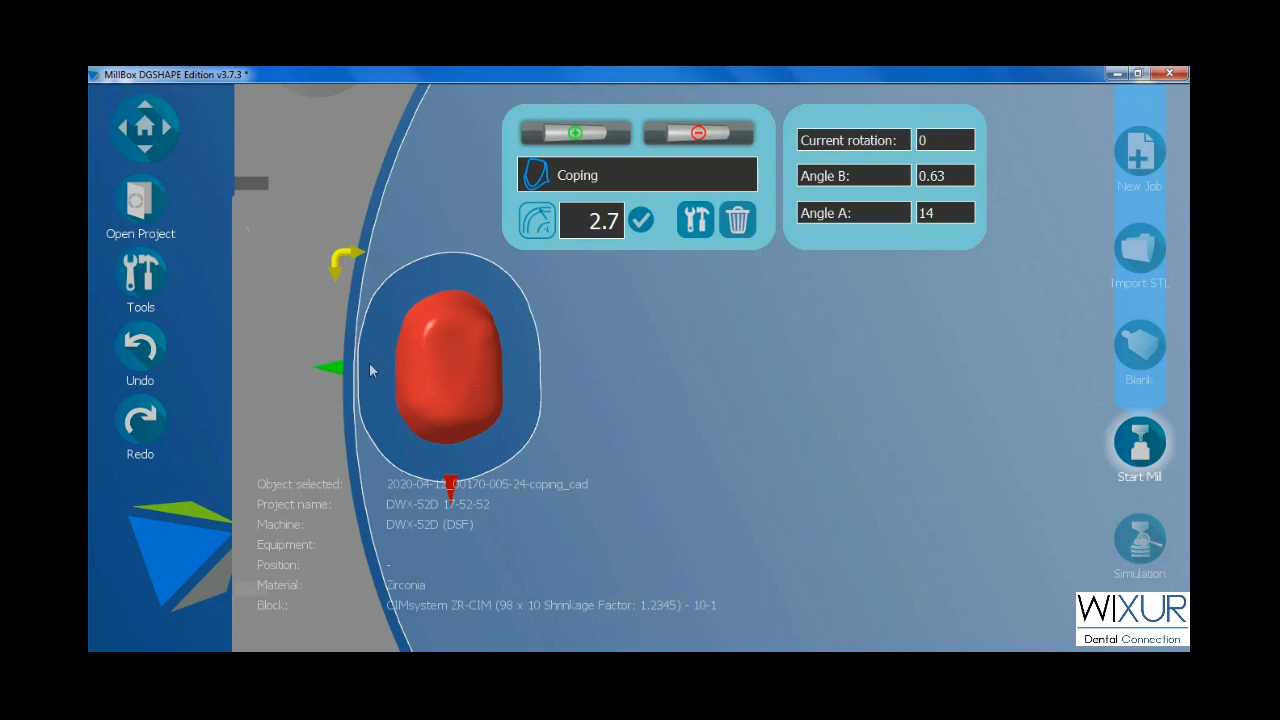 MillBox DGSHAPE Edition v3.7.3 *
Open Project
Tools
Undo
Redo
Coping
2.7
Current rotation: 0
Angle B: 0.63
Angle A: 14
New Job
Import STL
Blank
Start Mill
Simulation
Object selected: 2020-04-12_00170-005-24-coping_cad
Project name: DWX-52D 17-52-52
Machine: DWX-52D (DSF)
Equipment:
Position: -
Material: Zirconia
Block: CIMsystem ZR-CIM (98 x 10 Shrinkage Factor: 1.2345) - 10-1
WIXUR
Dental Connection